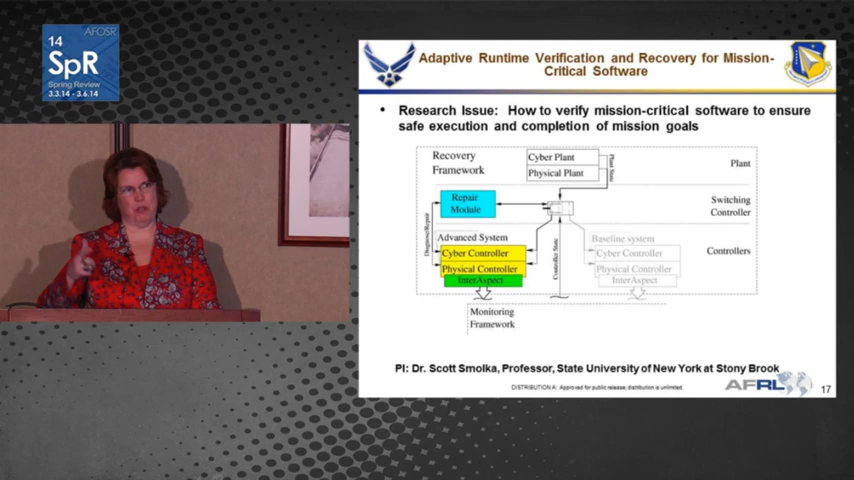 AFOSR
14
SpR
Spring Review
3.3.14 - 3.6.14
Adaptive Runtime Verification and Recovery for Mission-
Critical Software
• Research Issue: How to verify mission-critical software to ensure
safe execution and completion of mission goals
Recovery
Framework
Cyber Plant
Physical Plant
Plant State
Plant
Repair
Module
Switching
Controller
Diagnose/Repair
Advanced System
Cyber Controller
Physical Controller
InterAspect
Controller State
Baseline system
Cyber Controller
Physical Controller
InterAspect
Controllers
Monitoring
Framework
PI: Dr. Scott Smolka, Professor, State University of New York at Stony Brook
DISTRIBUTION A: Approved for public release; distribution is unlimited.
AFRL
17